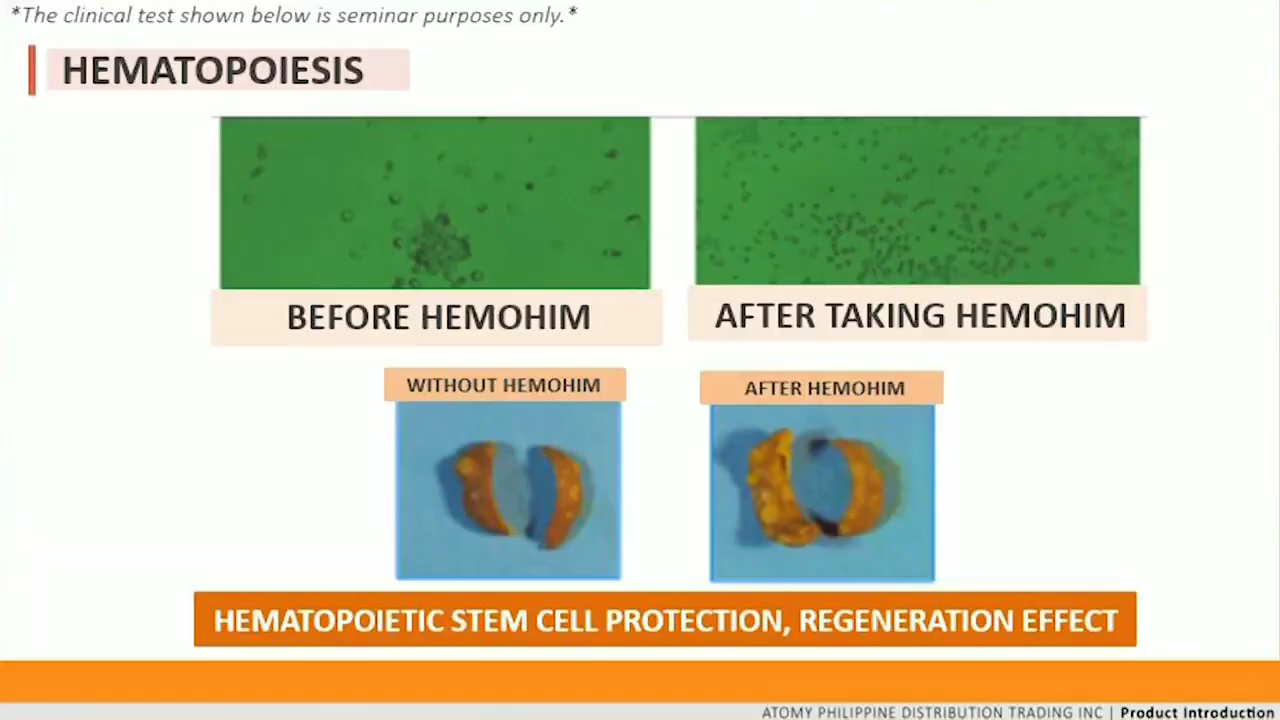 *The clinical test shown below is seminar purposes only.*
HEMATOPOIESIS
BEFORE HEMOHIM
AFTER TAKING HEMOHIM
WITHOUT HEMOHIM
AFTER HEMOHIM
HEMATOPOIETIC STEM CELL PROTECTION, REGENERATION EFFECT
ATOMY PHILIPPINE DISTRIBUTION TRADING INC | Product Introduction